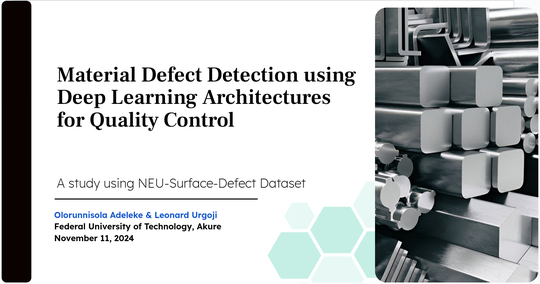 Material Defect Detection using
Deep Learning Architectures
for Quality Control
A study using NEU-Surface-Defect Dataset
Olorunnisola Adeleke & Leonard Urgoji
Federal University of Technology, Akure
November 11, 2024